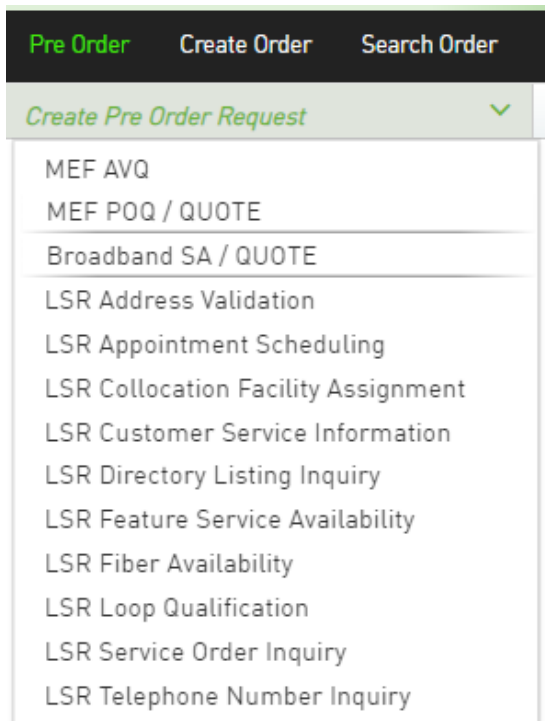 Pre Order Create Order Search Order
Create Pre Order Request
MEF AVQ
MEF POQ / QUOTE
Broadband SA / QUOTE
LSR Address Validation
LSR Appointment Scheduling
LSR Collocation Facility Assignment
LSR Customer Service Information
LSR Directory Listing Inquiry
LSR Feature Service Availability
LSR Fiber Availability
LSR Loop Qualification
LSR Service Order Inquiry
LSR Telephone Number Inquiry